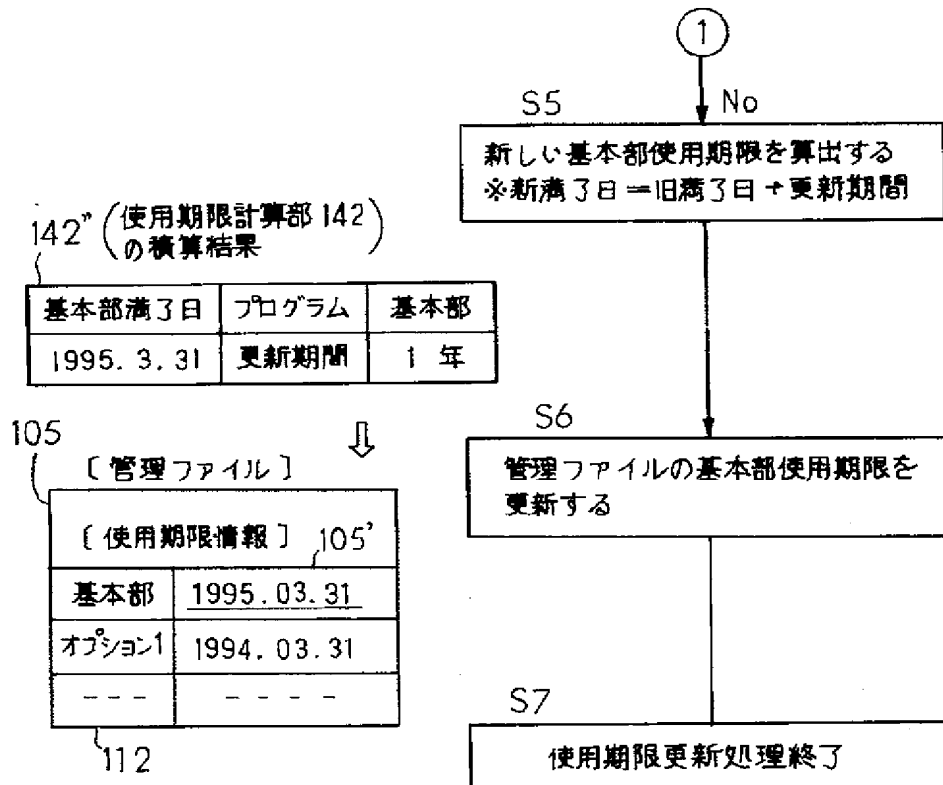 1
S5
No
新しい基本部使用期限を算出する
※新満了日=旧満了日+更新期間
142" (使用期限計算部142
の積算結果)
基本部満了日 プログラム 基本部
1995.3.31 更新期間 1年
105
⇩
[管理ファイル]
[使用期限情報] 105'
基本部 1995.03.31
オプション1 1994.03.31
--- ----
112
S6
管理ファイルの基本部使用期限を
更新する
S7
使用期限更新処理終了